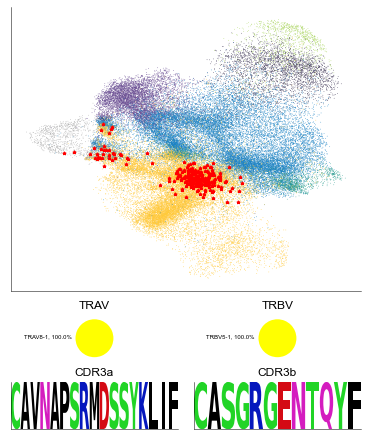 TRAV TRBV
TRAV8-1, 100.0% TRBV5-1, 100.0%
CDR3a CDR3b
CAVNAPSRMDSSYKLIF CASGRGENTQYF